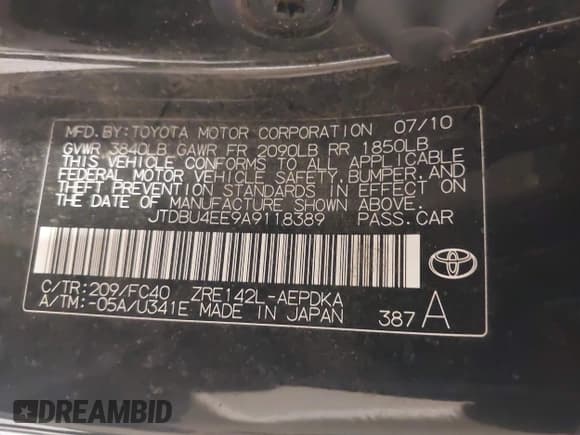 MFD. BY: TOYOTA MOTOR CORPORATION 07/10
GVWR 3840LB GAWR FR 2090LB RR 1850LB
THIS VEHICLE CONFORMS TO ALL APPLICABLE
FEDERAL MOTOR VEHICLE SAFETY, BUMPER, AND
THEFT PREVENTION STANDARDS IN EFFECT ON
THE DATE OF MANUFACTURE SHOWN ABOVE.
JTDBU4EE9A9118389 PASS. CAR
C/TR: 209/FC40 ZRE142L-AEPDKA
A/TM: -05A/U341E MADE IN JAPAN 387 A
DREAMBID